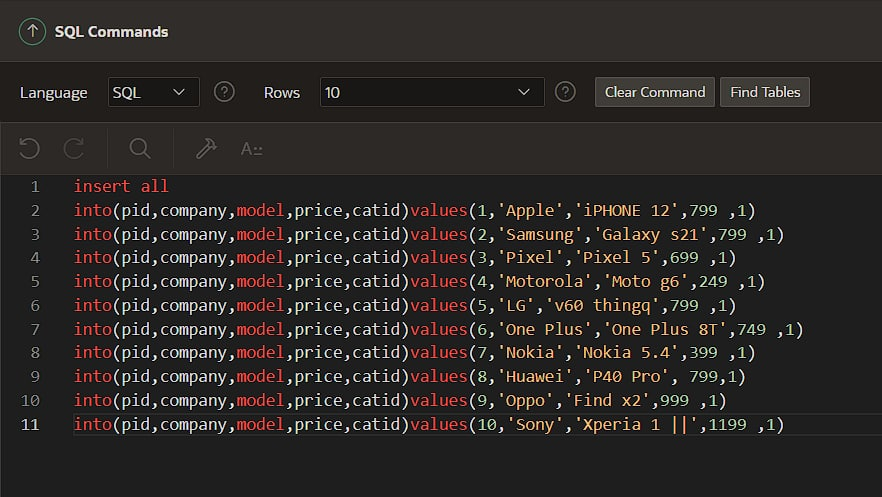 SQL Commands
Language SQL ? Rows 10 ? Clear Command Find Tables
A::
1 insert all
2 into(pid,company,model,price,catid)values(1,'Apple','iPHONE 12',799 ,1)
3 into(pid,company,model,price,catid)values(2,'Samsung','Galaxy s21',799 ,1)
4 into(pid,company,model,price,catid)values(3,'Pixel','Pixel 5',699 ,1)
5 into(pid,company,model,price,catid)values(4,'Motorola','Moto g6',249 ,1)
6 into(pid,company,model,price,catid)values(5,'LG','v60 thingq',799 ,1)
7 into(pid,company,model,price,catid)values(6,'One Plus','One Plus 8T',749 ,1)
8 into(pid,company,model,price,catid)values(7,'Nokia','Nokia 5.4',399 ,1)
9 into(pid,company,model,price,catid)values(8,'Huawei','P40 Pro', 799,1)
10 into(pid,company,model,price,catid)values(9,'Oppo','Find x2',999 ,1)
11 into(pid,company,model,price,catid)values(10,'Sony','Xperia 1 ||',1199 ,1)